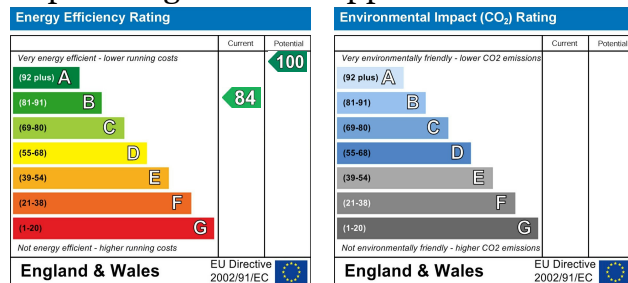 Energy Efficiency Rating
Current Potential
Very energy efficient - lower running costs
(92 plus) A
(81-91) B
(69-80) C
(55-68) D
(39-54) E
(21-38) F
(1-20) G
84
100
Not energy efficient - higher running costs
England & Wales
EU Directive
2002/91/EC
Environmental Impact (CO₂) Rating
Current Potential
Very environmentally friendly - lower CO2 emissions
(92 plus) A
(81-91) B
(69-80) C
(55-68) D
(39-54) E
(21-38) F
(1-20) G
Not environmentally friendly - higher CO2 emissions
England & Wales
EU Directive
2002/91/EC